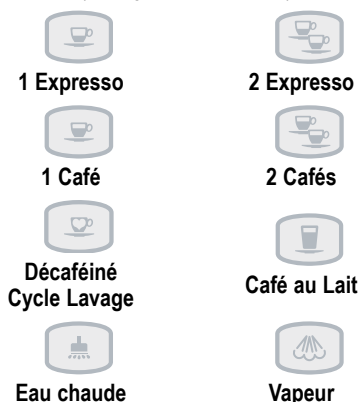 1 Expresso
2 Expresso
1 Café
2 Cafés
Décaféiné
Cycle Lavage
Café au Lait
Eau chaude
Vapeur